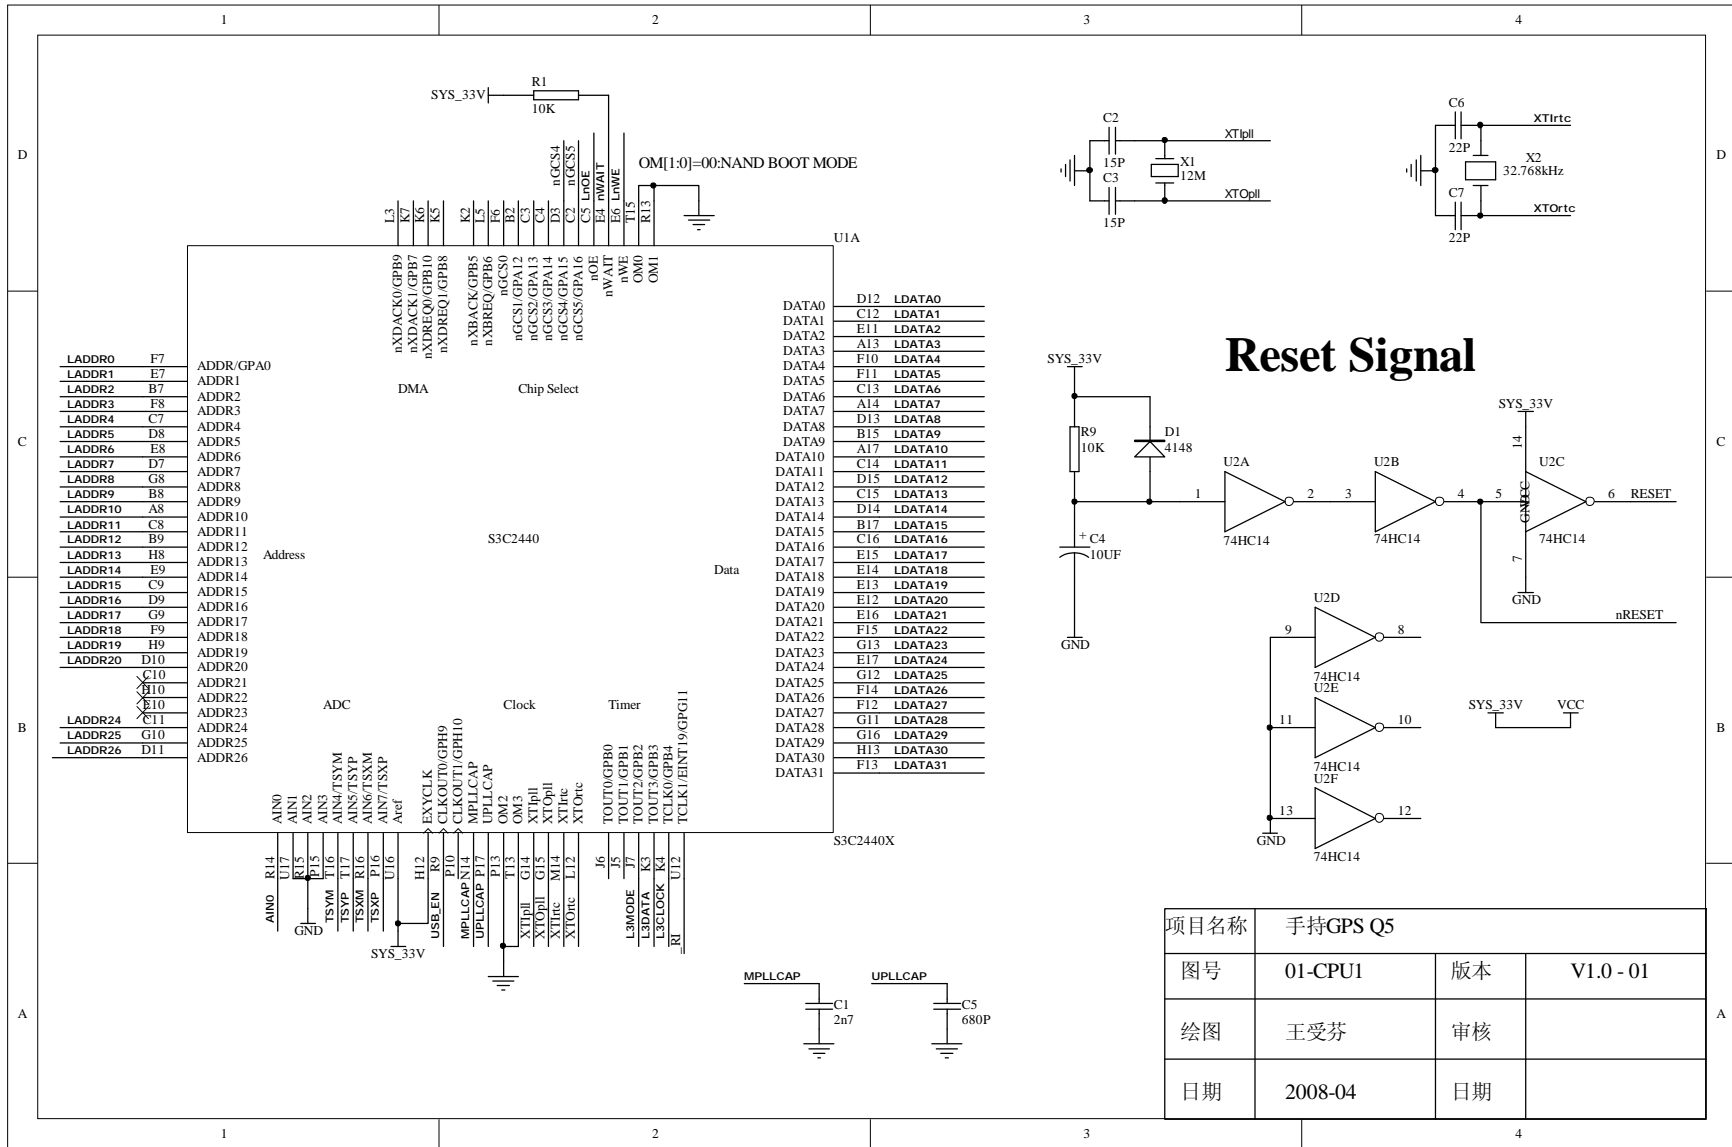 1 2 3 4
D D
C C
B B
A A
1 2 3 4
SYS_33V
R1
10K
OM[1:0]=00:NAND BOOT MODE
nGCS4
nGCS5
LnOE
nWAIT
LnWE
L3 K7 K6 K5 K2 L5 F6 B2 C3 C4 D3 C2 C5 E4 E6 T15 R13
U1A
nXDACK0/GPB9
nXDACK1/GPB7
nXDREQ0/GPB10
nXDREQ1/GPB8
nXBACK/GPB5
nXBREQ/GPB6
nGCS0
nGCS1/GPA12
nGCS2/GPA13
nGCS3/GPA14
nGCS4/GPA15
nGCS5/GPA16
nOE
nWAIT
nWE
OM0
OM1
DMA
Chip Select
LADDR0 F7 ADDR/GPA0
LADDR1 E7 ADDR1
LADDR2 B7 ADDR2
LADDR3 F8 ADDR3
LADDR4 C7 ADDR4
LADDR5 D8 ADDR5
LADDR6 E8 ADDR6
LADDR7 D7 ADDR7
LADDR8 G8 ADDR8
LADDR9 B8 ADDR9
LADDR10 A8 ADDR10
LADDR11 C8 ADDR11
LADDR12 B9 ADDR12
LADDR13 H8 ADDR13
LADDR14 E9 ADDR14
LADDR15 C9 ADDR15
LADDR16 D9 ADDR16
LADDR17 G9 ADDR17
LADDR18 F9 ADDR18
LADDR19 H9 ADDR19
LADDR20 D10 ADDR20
C10 ADDR21
H10 ADDR22
E10 ADDR23
LADDR24 C11 ADDR24
LADDR25 G10 ADDR25
LADDR26 D11 ADDR26
Address
S3C2440
Data
DATA0 D12 LDATA0
DATA1 C12 LDATA1
DATA2 E11 LDATA2
DATA3 A13 LDATA3
DATA4 F10 LDATA4
DATA5 F11 LDATA5
DATA6 C13 LDATA6
DATA7 A14 LDATA7
DATA8 D13 LDATA8
DATA9 B15 LDATA9
DATA10 A17 LDATA10
DATA11 C14 LDATA11
DATA12 D15 LDATA12
DATA13 C15 LDATA13
DATA14 D14 LDATA14
DATA15 B17 LDATA15
DATA16 C16 LDATA16
DATA17 E15 LDATA17
DATA18 E14 LDATA18
DATA19 E13 LDATA19
DATA20 E12 LDATA20
DATA21 E16 LDATA21
DATA22 F15 LDATA22
DATA23 G13 LDATA23
DATA24 E17 LDATA24
DATA25 G12 LDATA25
DATA26 F14 LDATA26
DATA27 F12 LDATA27
DATA28 G11 LDATA28
DATA29 G16 LDATA29
DATA30 H13 LDATA30
DATA31 F13 LDATA31
ADC
Clock
Timer
AIN0
AIN1
AIN2
AIN3
AIN4/TSYM
AIN5/TSYP
AIN6/TSXM
AIN7/TSXP
Aref
EXYCLK
CLKOUT0/GPH9
CLKOUT1/GPH10
MPLLCAP
UPLLCAP
OM2
OM3
XTIpll
XTOpll
XTIrtc
XTOrtc
TOUT0/GPB0
TOUT1/GPB1
TOUT2/GPB2
TOUT3/GPB3
TCLK0/GPB4
TCLK1/EINT19/GPG11
S3C2440X
R14 U17 R15 P15 T16 T17 R16 P16 U16 H12 R9 P10 N14 P17 P13 T13 G14 G15 M14 L12 J6 J5 J7 K3 K4 U12
AIN0
GND
TSYM
TSYP
TSXM
TSXP
SYS_33V
USB_EN
MPLLCAP
UPLLCAP
XTIpll
XTOpll
XTIrtc
XTOrtc
L3MODE
L3DATA
L3CLOCK
RI
MPLLCAP
C1
2n7
UPLLCAP
C5
680P
C2
15P
C3
15P
X1
12M
XTIpll
XTOpll
C6
22P
C7
22P
X2
32.768kHz
XTIrtc
XTOrtc
Reset Signal
SYS_33V
R9
10K
D1
4148
+ C4
10UF
GND
1 U2A 2
74HC14
3 U2B 4
74HC14
SYS_33V
14
5 U2C 6 RESET
74HC14
7
GND
nRESET
U2D
9 8
74HC14
U2E
11 10
74HC14
U2F
13 12
74HC14
GND
SYS_33V VCC
项目名称 手持GPS Q5
图号 01-CPU1 版本 V1.0 - 01
绘图 王受芬 审核
日期 2008-04 日期